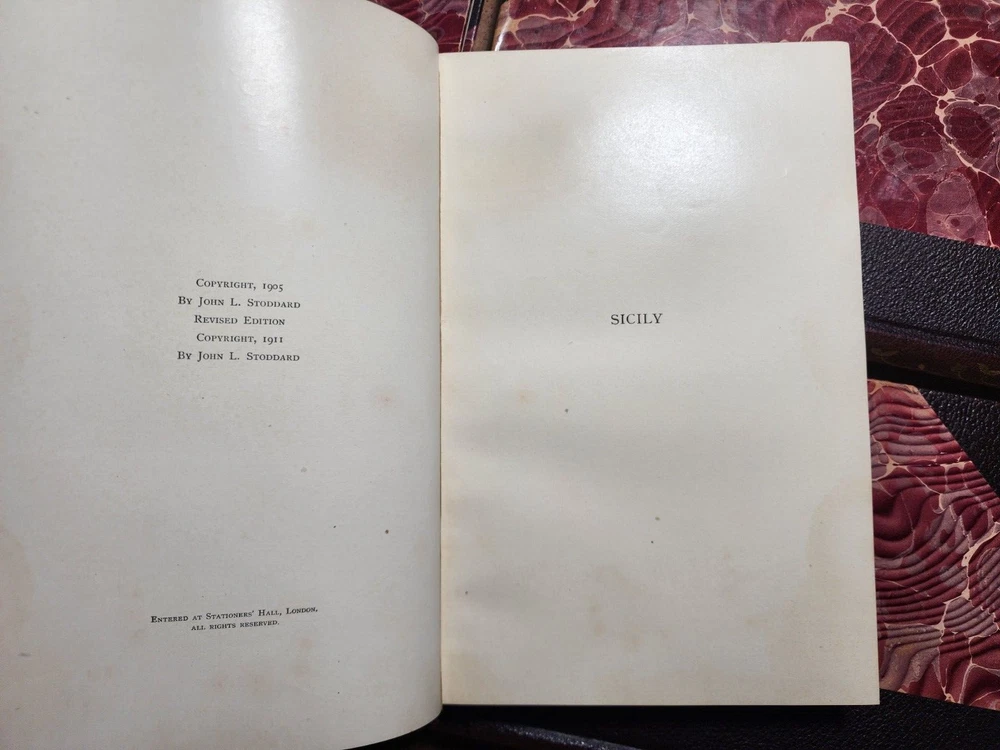 Copyright, 1905
By John L. Stoddard
Revised Edition
Copyright, 1911
By John L. Stoddard
Entered at Stationers' Hall, London.
all rights reserved.
SICILY